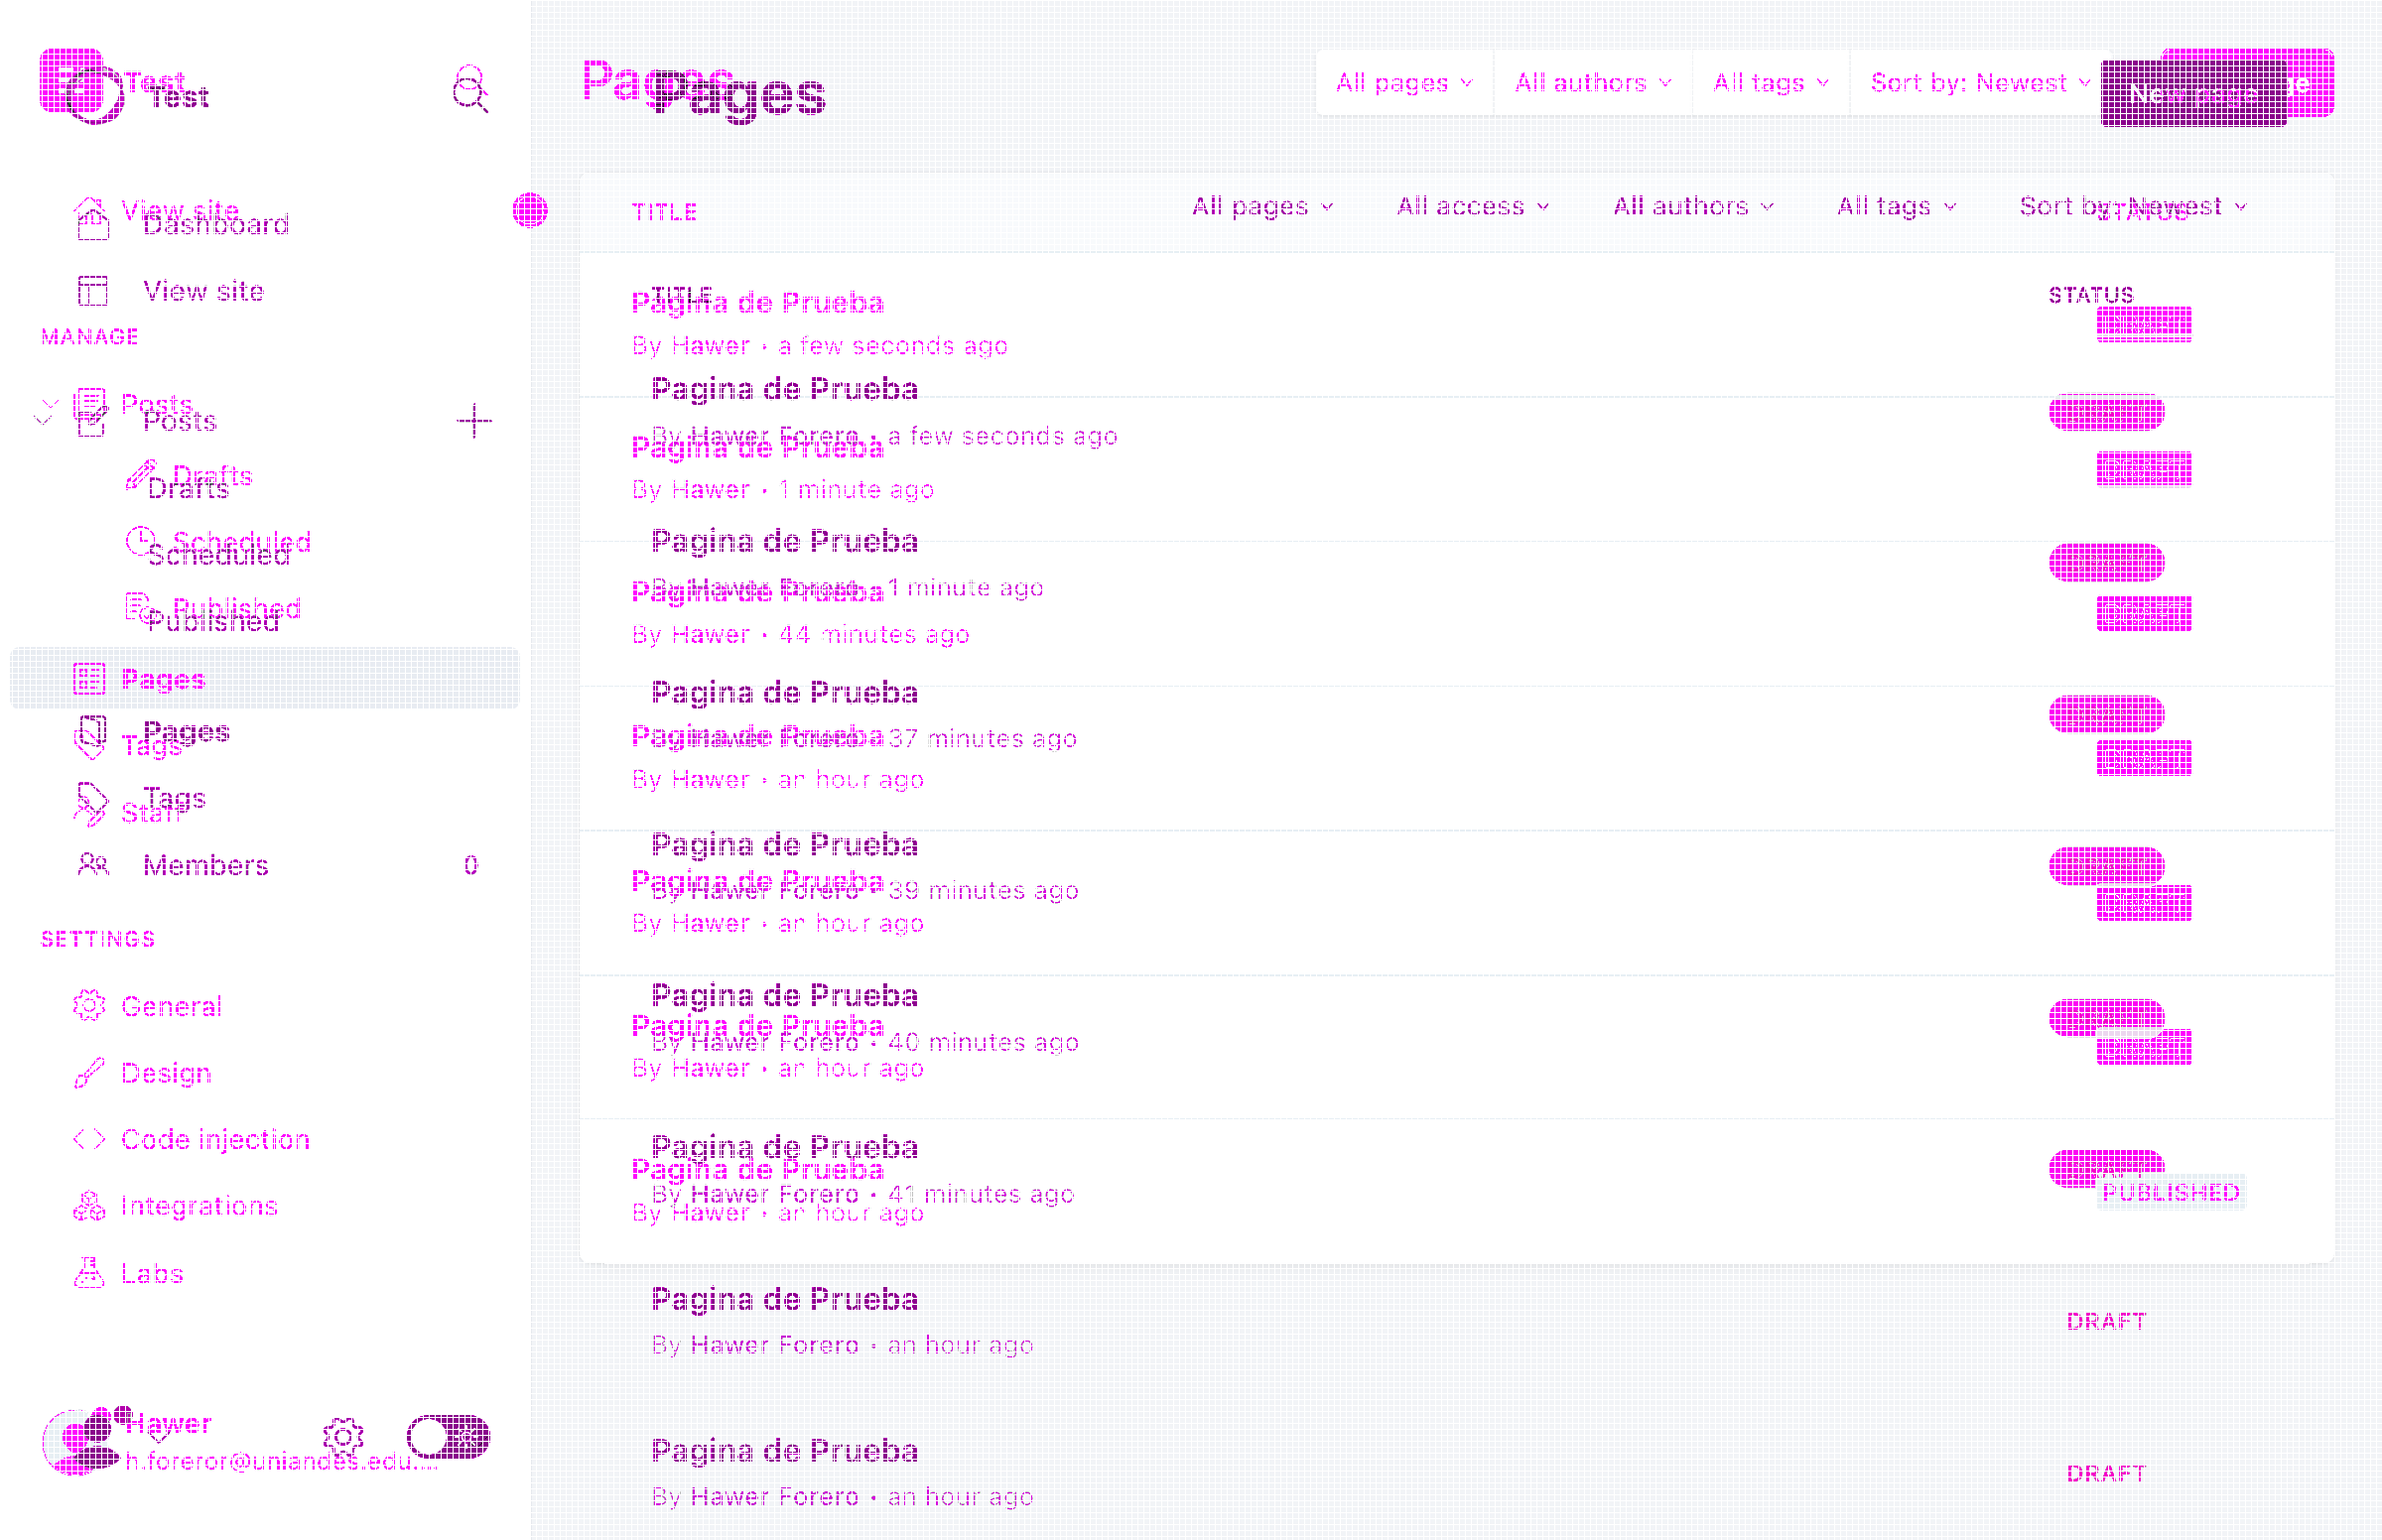 Test
Test
Pages
Pages
All pages
All authors
All tags
Sort by: Newest
New page
View site
Dashboard
View site
TITLE
All pages
All access
All authors
All tags
Sort by: Newest
STATUS
MANAGE
Posts
Posts
Drafts
Drafts
Scheduled
Scheduled
Published
Published
Pages
Pages
Tags
Tags
Staff
Members
0
SETTINGS
General
Design
Code injection
Integrations
Labs
Hawer
h.foreror@uniandes.edu....
TITLE
STATUS
Pagina de Prueba
By Hawer • a few seconds ago
Pagina de Prueba
By Hawer Forero • a few seconds ago
Pagina de Prueba
By Hawer • 1 minute ago
Pagina de Prueba
By Hawer Forero • 1 minute ago
Pagina de Prueba
By Hawer • 44 minutes ago
Pagina de Prueba
By Hawer Forero • 37 minutes ago
Pagina de Prueba
By Hawer • an hour ago
Pagina de Prueba
By Hawer Forero • 39 minutes ago
Pagina de Prueba
By Hawer • an hour ago
Pagina de Prueba
By Hawer Forero • 40 minutes ago
Pagina de Prueba
By Hawer • an hour ago
Pagina de Prueba
By Hawer Forero • 41 minutes ago
Pagina de Prueba
By Hawer • an hour ago
PUBLISHED
Pagina de Prueba
By Hawer Forero • an hour ago
DRAFT
Pagina de Prueba
By Hawer Forero • an hour ago
DRAFT